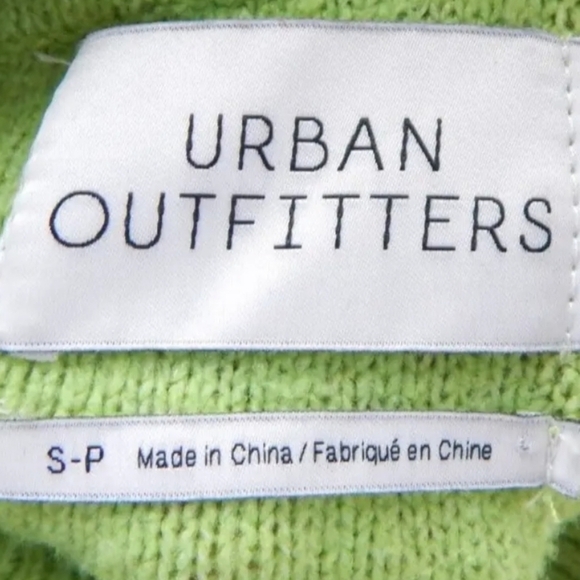 URBAN
OUTFITTERS
S-P Made in China / Fabriqué en Chine